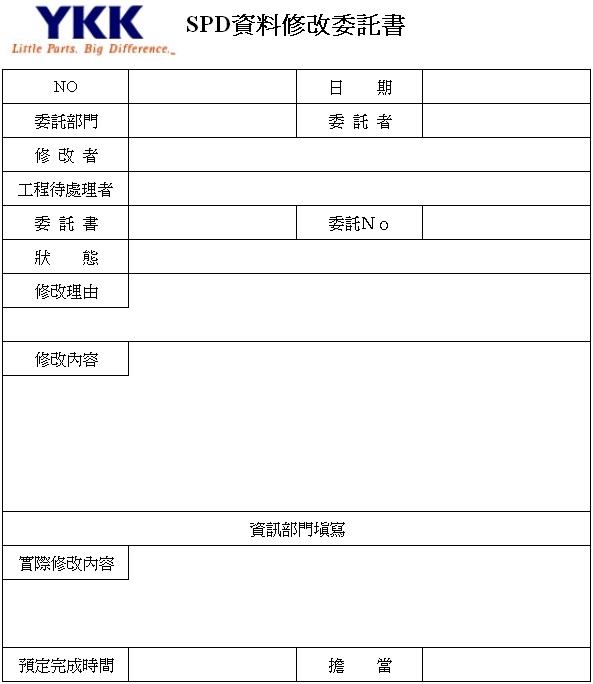 YKK
Little Parts. Big Difference.
SPD資料修改委託書
NO 日 期
委託部門 委 託 者
修 改 者
工程待處理者
委 託 書 委託No
狀 態
修改理由
修改內容
資訊部門填寫
實際修改內容
預定完成時間 擔 當